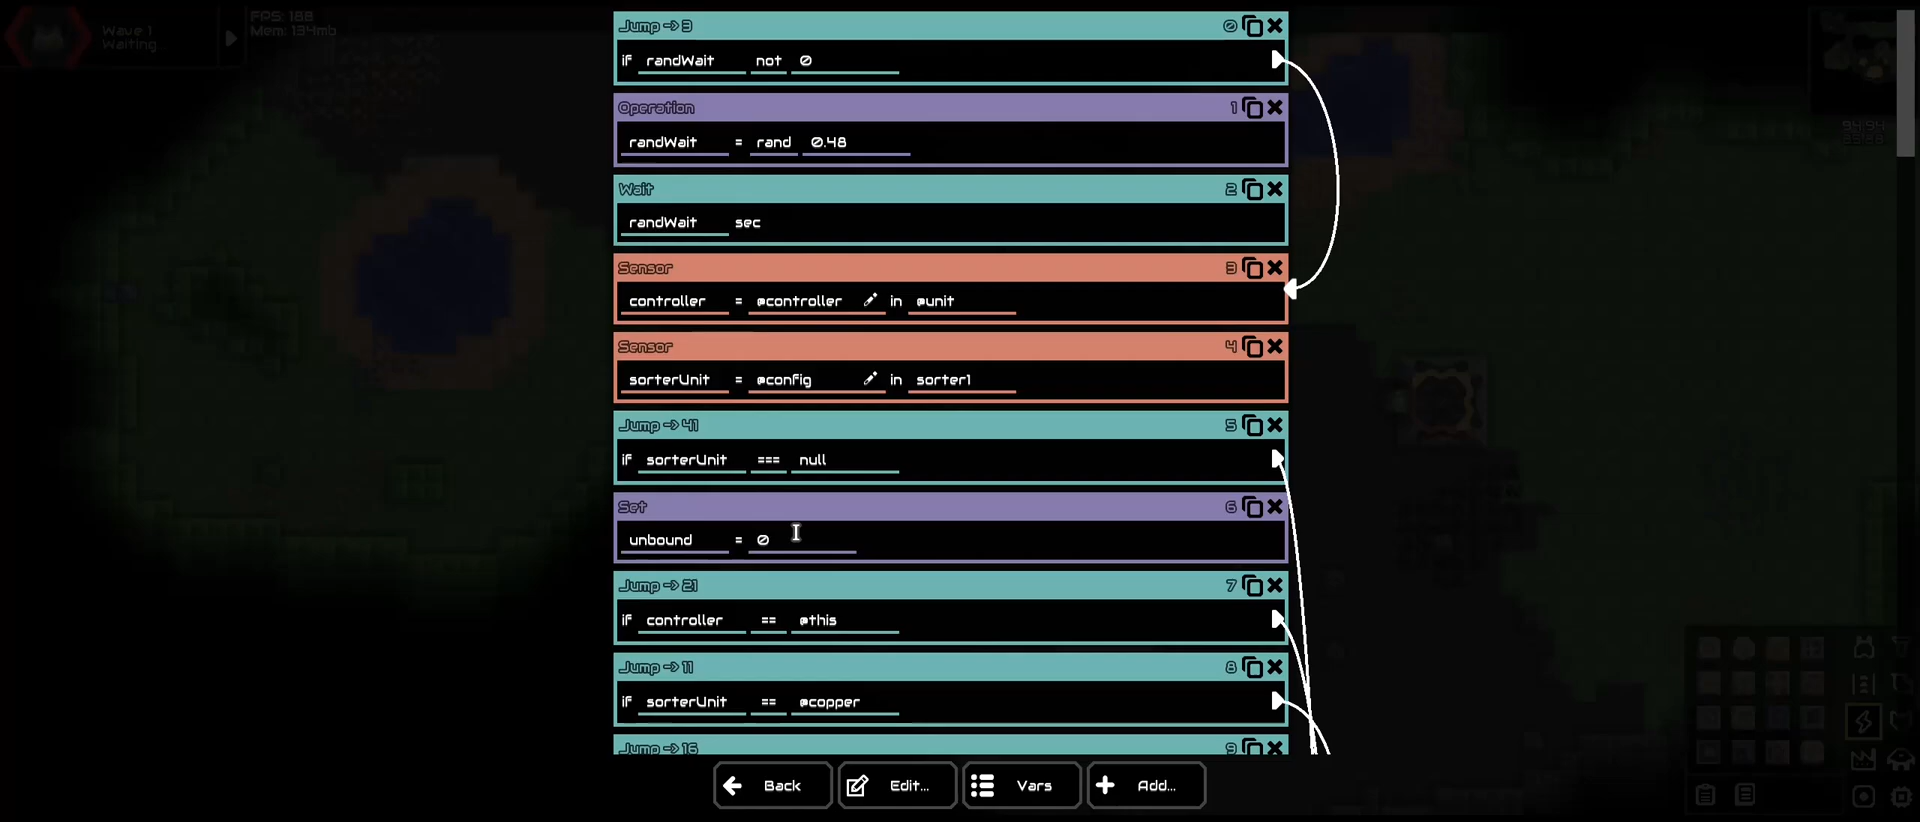 Wave 1
Waiting
FPS: 188
Mem: 134mb
Jump -> 3 0
if randWait not 0
Operation 1
randWait = rand 0.48
Wait 2
randWait sec
Sensor 3
controller = @controller in @unit
Sensor 4
sorterUnit = @config in sorter1
Jump -> 41 5
if sorterUnit === null
Set 6
unbound = 0
Jump -> 21 7
if controller == @this
Jump -> 11 8
if sorterUnit == @copper
Jump -> 16 9
Back Edit... Vars Add...